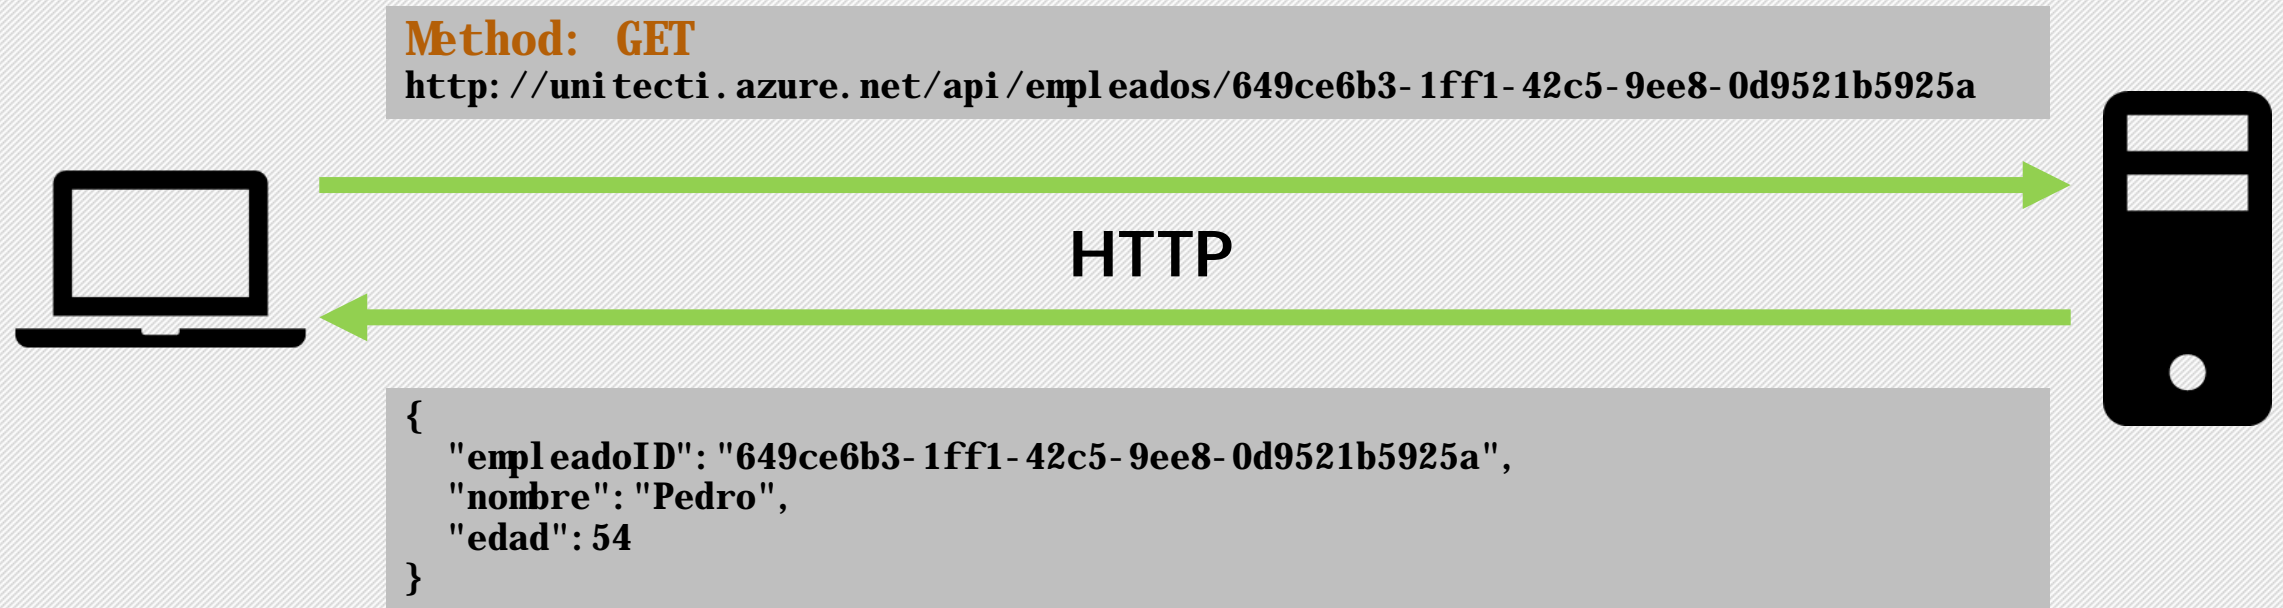 Method: GET
http://unitecti.azure.net/api/empleados/649ce6b3-1ff1-42c5-9ee8-0d9521b5925a
HTTP
{
"empleadoID":"649ce6b3-1ff1-42c5-9ee8-0d9521b5925a",
"nombre":"Pedro",
"edad":54
}